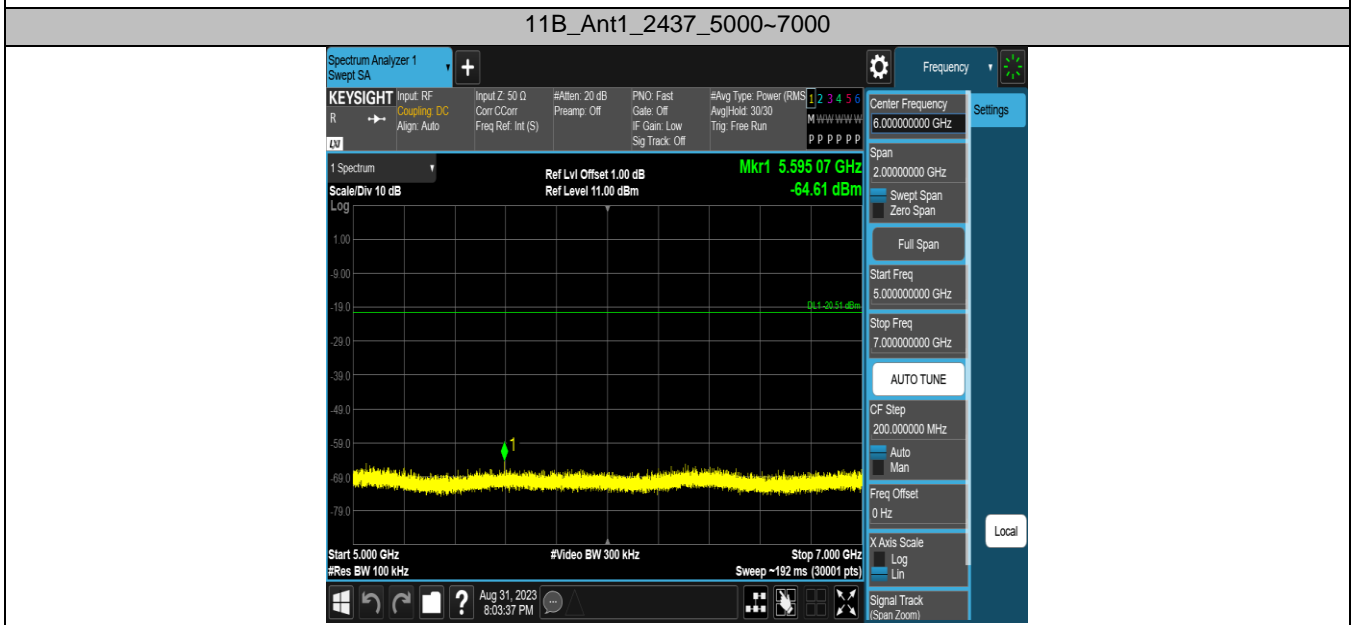 11B_Ant1_2437_5000~7000
Spectrum Analyzer 1
Swept SA
Frequency
KEYSIGHT
R
LXI
Input: RF
Coupling: DC
Align: Auto
Input Z: 50 Ω
Corr CCorr
Freq Ref: Int (S)
#Atten: 20 dB
Preamp: Off
PNO: Fast
Gate: Off
IF Gain: Low
Sig Track: Off
#Avg Type: Power (RMS
Avg|Hold: 30/30
Trig: Free Run
1 2 3 4 5 6
M W W W W W
P P P P P P
1 Spectrum
Scale/Div 10 dB
Log
Ref Lvl Offset 1.00 dB
Ref Level 11.00 dBm
Mkr1 5.595 07 GHz
-64.61 dBm
1.00
-9.00
-19.0
DL1 -20.51 dBm
-29.0
-39.0
-49.0
-59.0
1
-69.0
-79.0
Start 5.000 GHz
#Res BW 100 kHz
#Video BW 300 kHz
Stop 7.000 GHz
Sweep ~192 ms (30001 pts)
Aug 31, 2023
8:03:37 PM
Center Frequency
6.000000000 GHz
Settings
Span
2.00000000 GHz
Swept Span
Zero Span
Full Span
Start Freq
5.000000000 GHz
Stop Freq
7.000000000 GHz
AUTO TUNE
CF Step
200.000000 MHz
Auto
Man
Freq Offset
0 Hz
X Axis Scale
Log
Lin
Local
Signal Track
(Span Zoom)